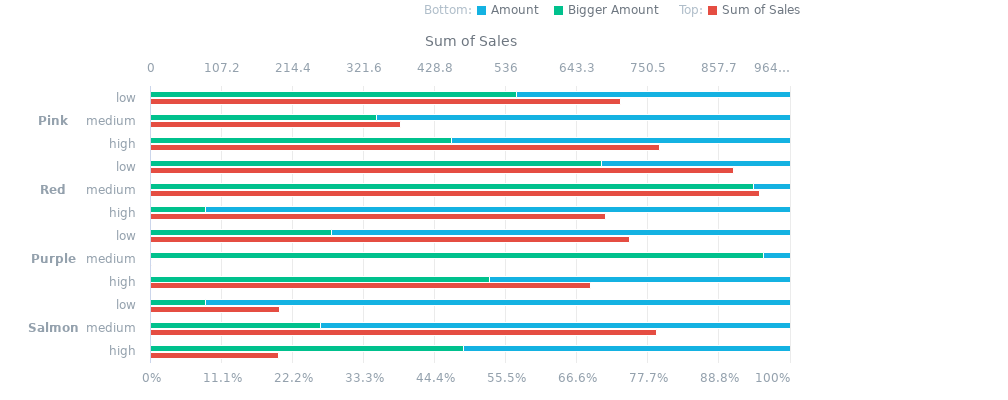 Bottom: Amount Bigger Amount Top: Sum of Sales
Sum of Sales
0 107.2 214.4 321.6 428.8 536 643.3 750.5 857.7 964...
low
Pink medium
high
low
Red medium
high
low
Purple medium
high
low
Salmon medium
high
0% 11.1% 22.2% 33.3% 44.4% 55.5% 66.6% 77.7% 88.8% 100%